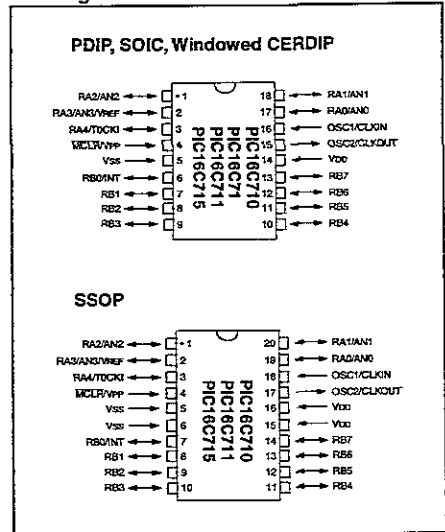 PDIP, SOIC, Windowed CERDIP
RA2/AN2 1 18 RA1/AN1
RA3/AN3/VREF 2 17 RA0/AN0
RA4/T0CKI 3 16 OSC1/CLKIN
MCLR/VPP 4 15 OSC2/CLKOUT
VSS 5 14 VDD
RB0/INT 6 13 RB7
RB1 7 12 RB6
RB2 8 11 RB5
RB3 9 10 RB4
PIC16C710
PIC16C71
PIC16C711
PIC16C715
SSOP
RA2/AN2 1 20 RA1/AN1
RA3/AN3/VREF 2 19 RA0/AN0
RA4/T0CKI 3 18 OSC1/CLKIN
MCLR/VPP 4 17 OSC2/CLKOUT
VSS 5 16 VDD
VSS 6 15 VDD
RB0/INT 7 14 RB7
RB1 8 13 RB6
RB2 9 12 RB5
RB3 10 11 RB4
PIC16C710
PIC16C711
PIC16C715